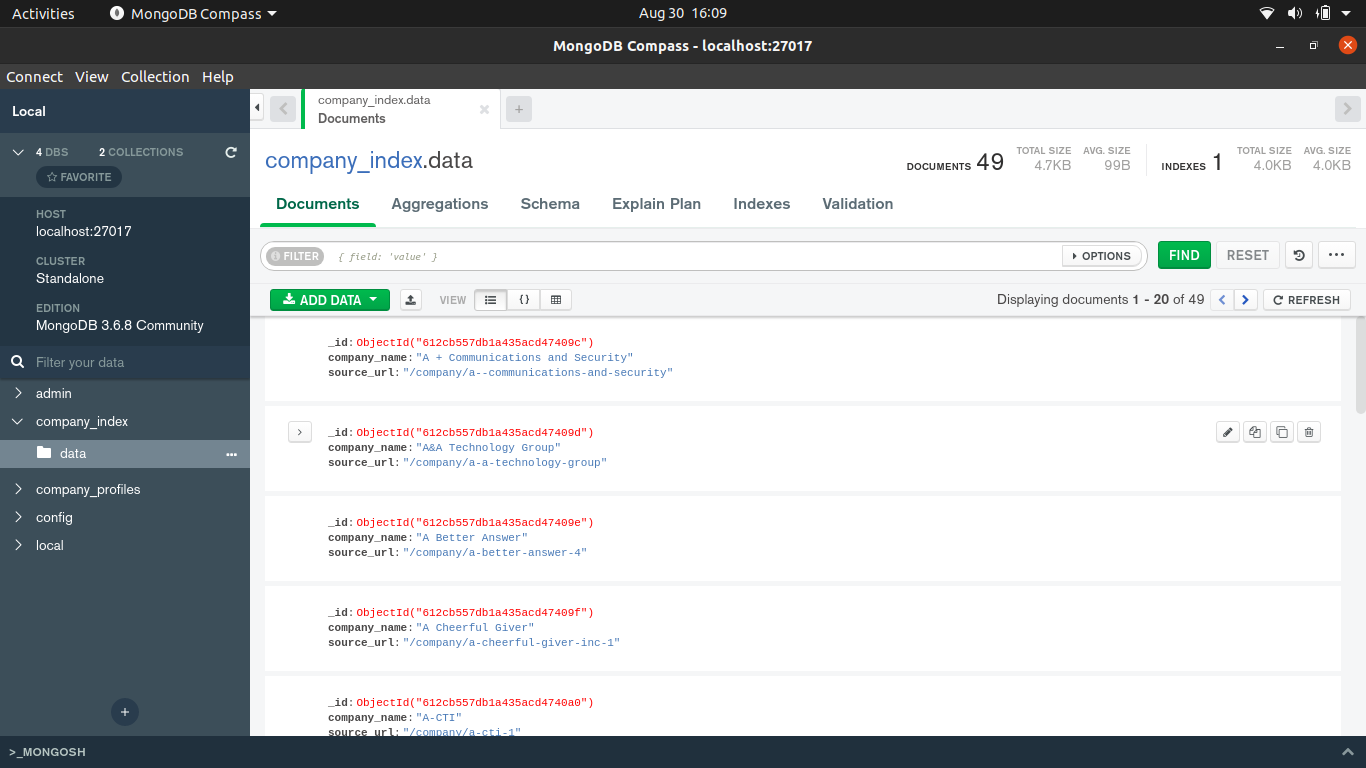 Activities
MongoDB Compass
Aug 30 16:09
MongoDB Compass - localhost:27017
Connect View Collection Help
Local
4 DBS 2 COLLECTIONS
FAVORITE
HOST
localhost:27017
CLUSTER
Standalone
EDITION
MongoDB 3.6.8 Community
Filter your data
admin
company_index
data
company_profiles
config
local
>_MONGOSH
company_index.data
Documents
company_index.data
DOCUMENTS 49
TOTAL SIZE
4.7KB
AVG. SIZE
99B
INDEXES 1
TOTAL SIZE
4.0KB
AVG. SIZE
4.0KB
Documents Aggregations Schema Explain Plan Indexes Validation
FILTER { field: 'value' } OPTIONS FIND RESET
ADD DATA VIEW { } Displaying documents 1 - 20 of 49 REFRESH
_id: ObjectId("612cb557db1a435acd47409c")
company_name: "A + Communications and Security"
source_url: "/company/a--communications-and-security"
_id: ObjectId("612cb557db1a435acd47409d")
company_name: "A&A Technology Group"
source_url: "/company/a-a-technology-group"
_id: ObjectId("612cb557db1a435acd47409e")
company_name: "A Better Answer"
source_url: "/company/a-better-answer-4"
_id: ObjectId("612cb557db1a435acd47409f")
company_name: "A Cheerful Giver"
source_url: "/company/a-cheerful-giver-inc-1"
_id: ObjectId("612cb557db1a435acd4740a0")
company_name: "A-CTI"
source_url: "/company/a-cti-1"